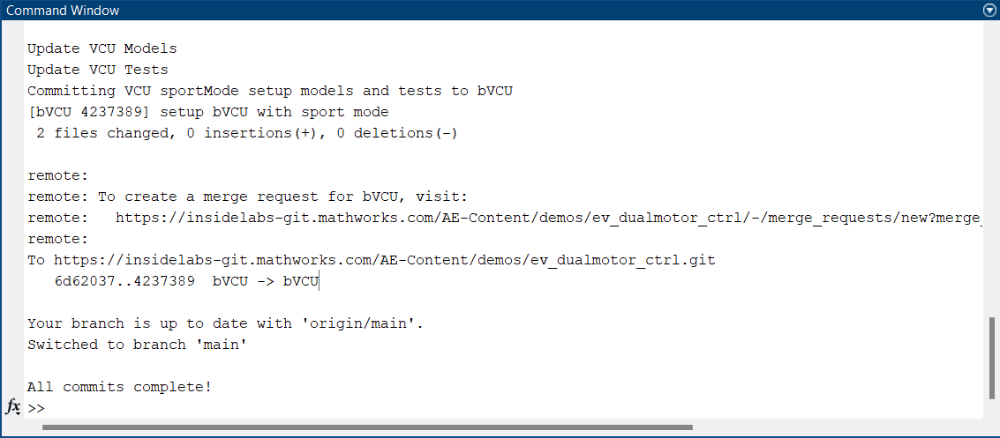 Command Window
Update VCU Models
Update VCU Tests
Committing VCU sportMode setup models and tests to bVCU
[bVCU 4237389] setup bVCU with sport mode
 2 files changed, 0 insertions(+), 0 deletions(-)
remote:
remote: To create a merge request for bVCU, visit:
remote:   https://insidelabs-git.mathworks.com/AE-Content/demos/ev_dualmotor_ctrl/-/merge_requests/new?merge_
remote:
To https://insidelabs-git.mathworks.com/AE-Content/demos/ev_dualmotor_ctrl.git
   6d62037..4237389  bVCU -> bVCU
Your branch is up to date with 'origin/main'.
Switched to branch 'main'
All commits complete!
fx >>